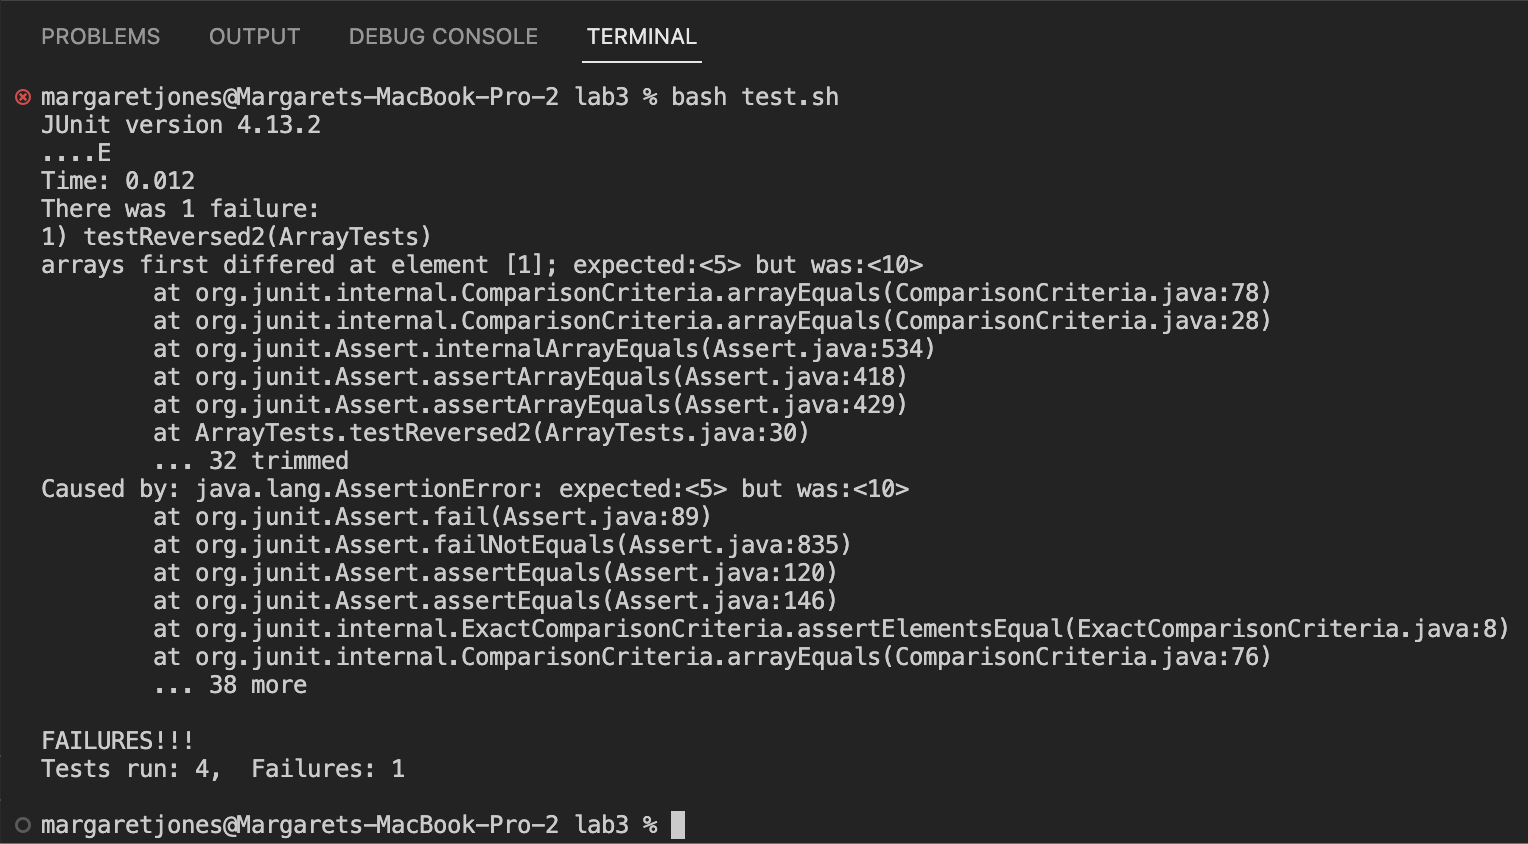 PROBLEMS OUTPUT DEBUG CONSOLE TERMINAL
margaretjones@Margarets-MacBook-Pro-2 lab3 % bash test.sh
JUnit version 4.13.2
....E
Time: 0.012
There was 1 failure:
1) testReversed2(ArrayTests)
arrays first differed at element [1]; expected:<5> but was:<10>
        at org.junit.internal.ComparisonCriteria.arrayEquals(ComparisonCriteria.java:78)
        at org.junit.internal.ComparisonCriteria.arrayEquals(ComparisonCriteria.java:28)
        at org.junit.Assert.internalArrayEquals(Assert.java:534)
        at org.junit.Assert.assertArrayEquals(Assert.java:418)
        at org.junit.Assert.assertArrayEquals(Assert.java:429)
        at ArrayTests.testReversed2(ArrayTests.java:30)
        ... 32 trimmed
Caused by: java.lang.AssertionError: expected:<5> but was:<10>
        at org.junit.Assert.fail(Assert.java:89)
        at org.junit.Assert.failNotEquals(Assert.java:835)
        at org.junit.Assert.assertEquals(Assert.java:120)
        at org.junit.Assert.assertEquals(Assert.java:146)
        at org.junit.internal.ExactComparisonCriteria.assertElementsEqual(ExactComparisonCriteria.java:8)
        at org.junit.internal.ComparisonCriteria.arrayEquals(ComparisonCriteria.java:76)
        ... 38 more

FAILURES!!!
Tests run: 4,  Failures: 1

margaretjones@Margarets-MacBook-Pro-2 lab3 %